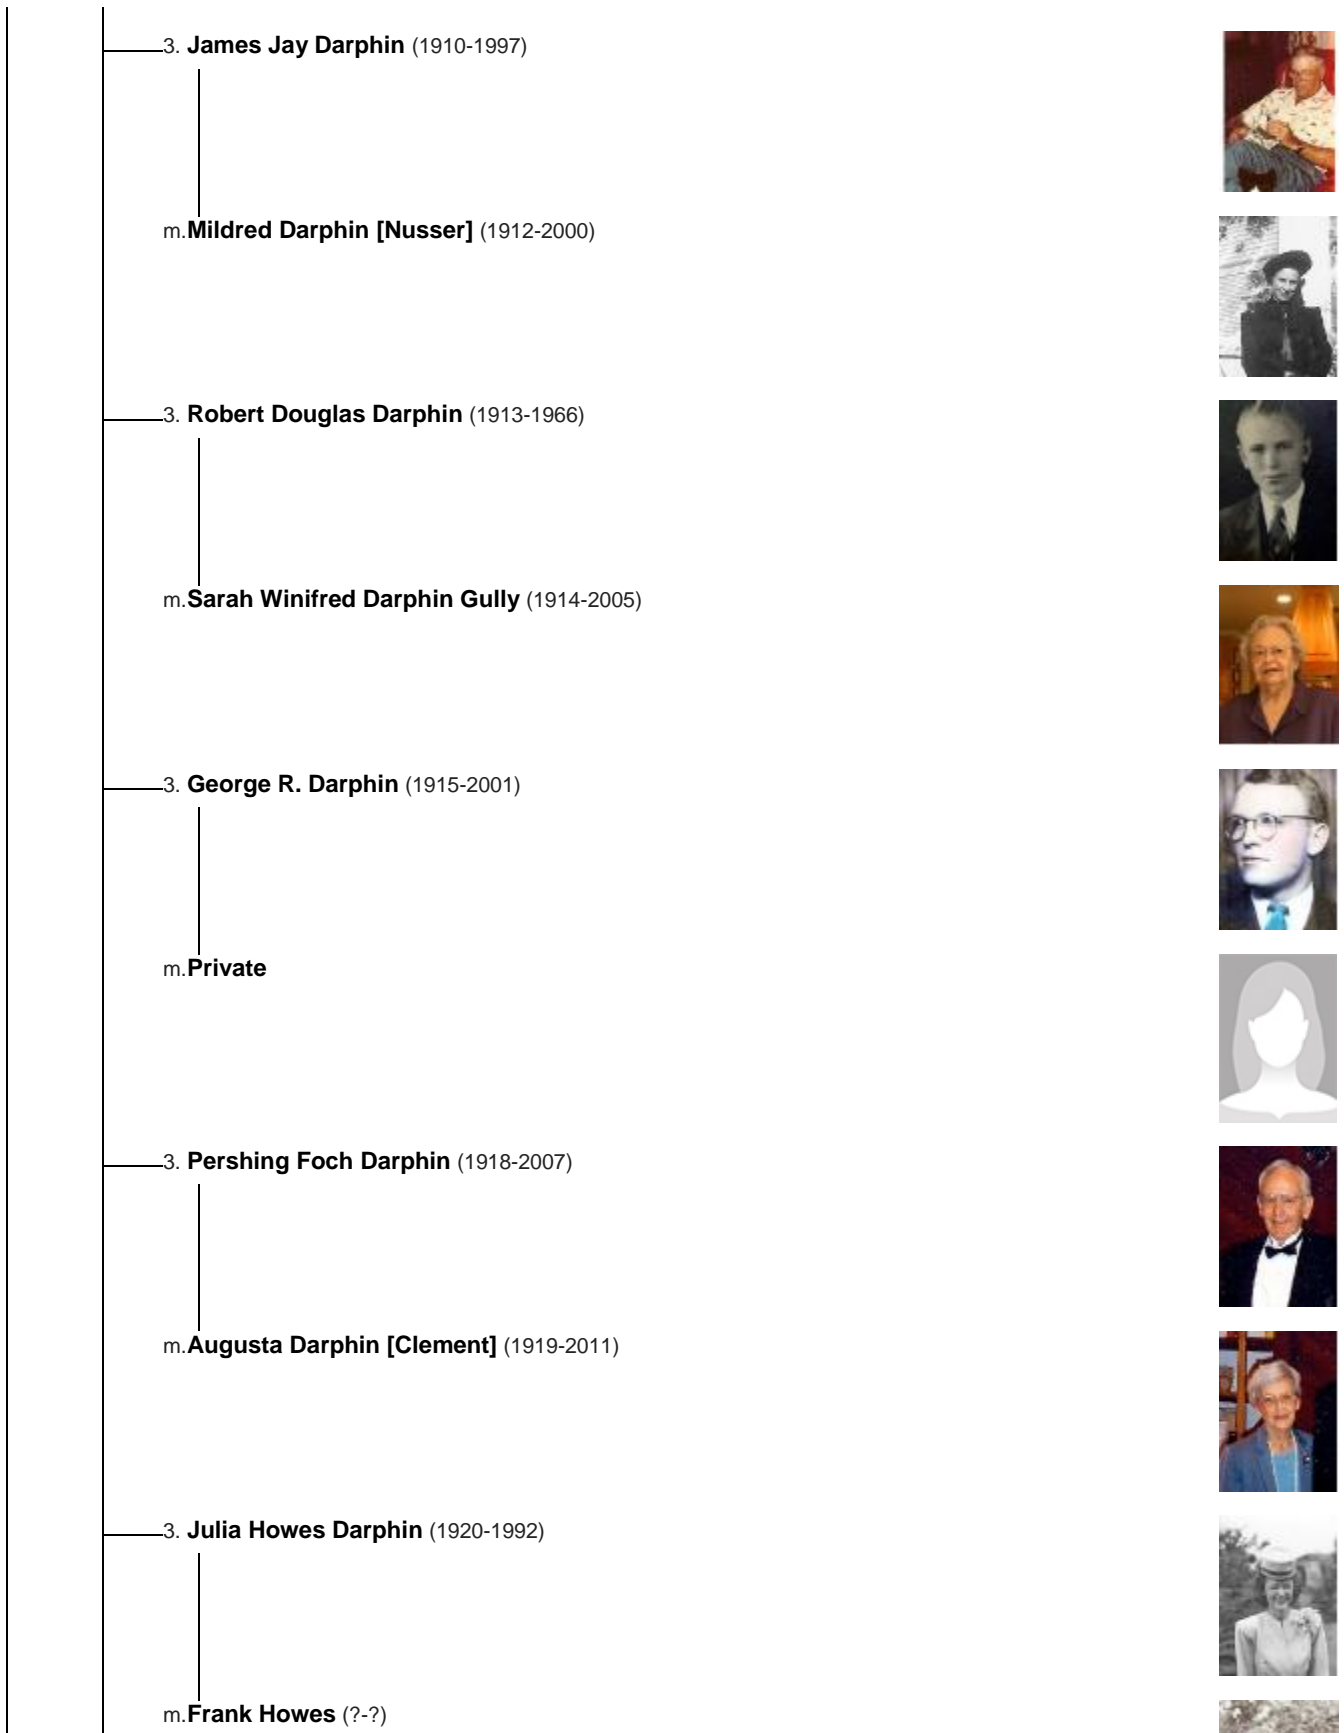 3. James Jay Darphin (1910-1997)
m.Mildred Darphin [Nusser] (1912-2000)
3. Robert Douglas Darphin (1913-1966)
m.Sarah Winifred Darphin Gully (1914-2005)
3. George R. Darphin (1915-2001)
m.Private
3. Pershing Foch Darphin (1918-2007)
m.Augusta Darphin [Clement] (1919-2011)
3. Julia Howes Darphin (1920-1992)
m.Frank Howes (?-?)